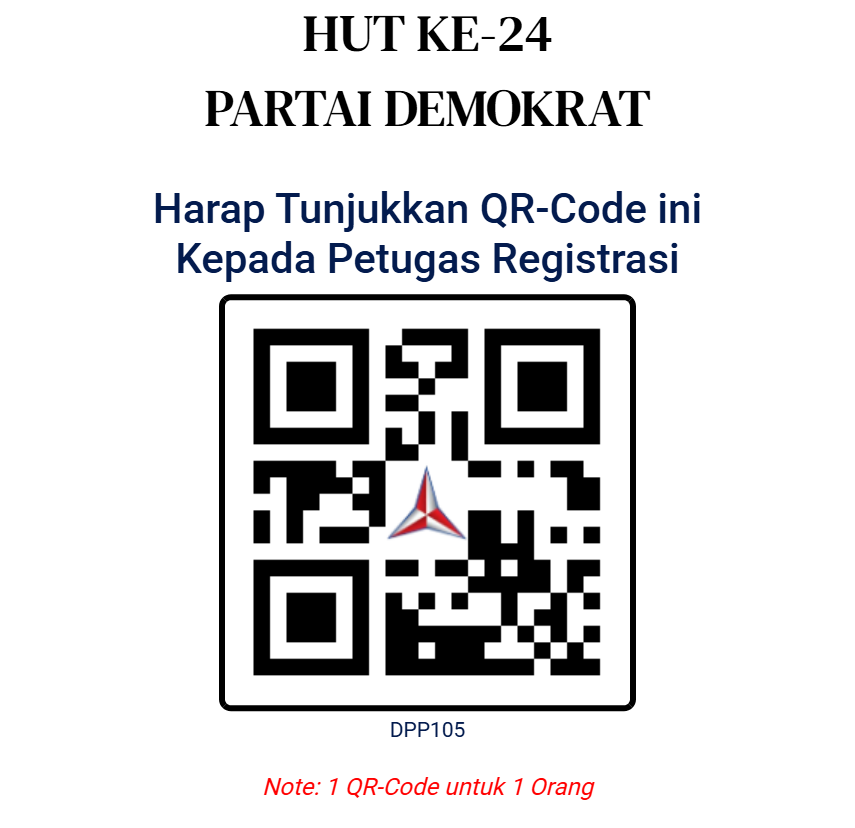 HUT KE-24
PARTAI DEMOKRAT
Harap Tunjukkan QR-Code ini
Kepada Petugas Registrasi
DPP105
Note: 1 QR-Code untuk 1 Orang